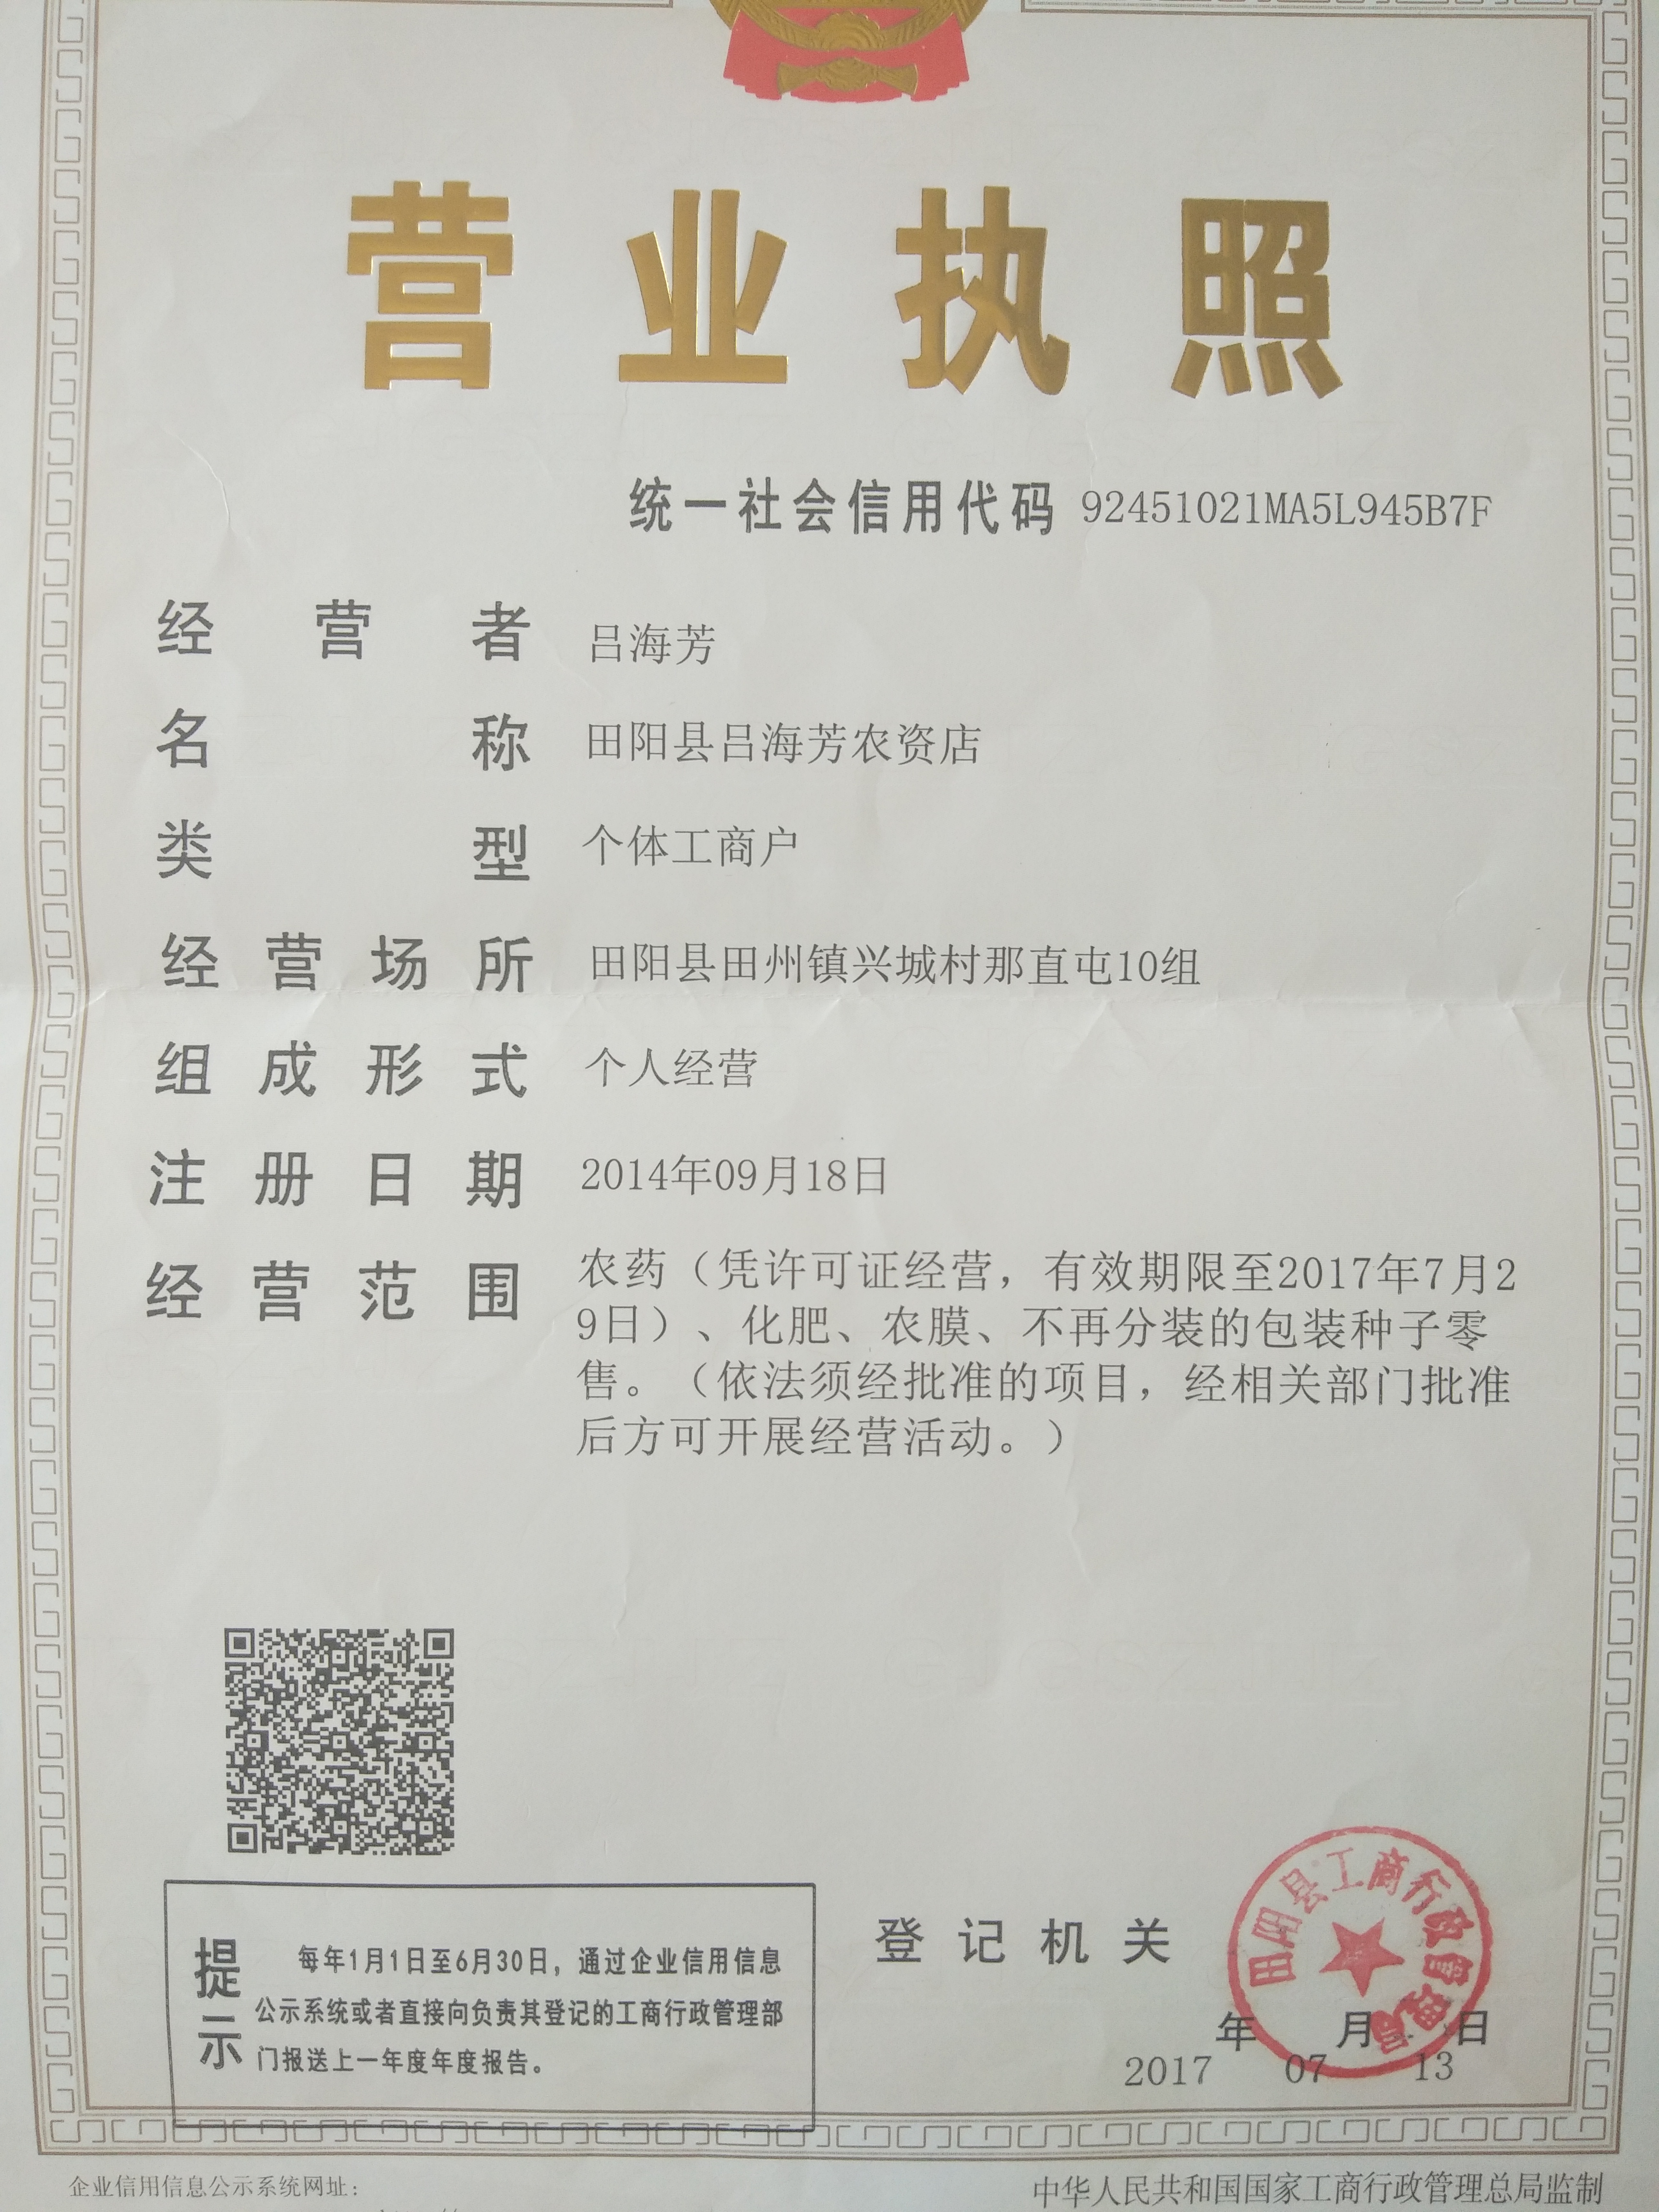 营业执照
统一社会信用代码 92451021MA5L945B7F
经营者 吕海芳
名称 田阳县吕海芳农资店
类型 个体工商户
经营场所 田阳县田州镇兴城村那直屯10组
组成形式 个人经营
注册日期 2014年09月18日
经营范围 农药（凭许可证经营，有效期限至2017年7月2
9日）、化肥、农膜、不再分装的包装种子零
售。（依法须经批准的项目，经相关部门批准
后方可开展经营活动。）
提示
每年1月1日至6月30日，通过企业信用信息
公示系统或者直接向负责其登记的工商行政管理部
门报送上一年度年度报告。
登记机关
田阳县工商行政管理局
年 月 日
2017 07 13
企业信用信息公示系统网址：
中华人民共和国国家工商行政管理总局监制